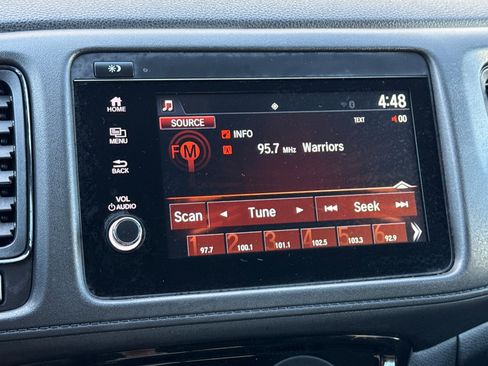 4:48
HOME
SOURCE
TEXT 00
INFO
MENU
FM
95.7 MHz Warriors
BACK
VOL
AUDIO
Scan Tune Seek
1 97.7 2 100.1 3 101.1 4 102.5 5 103.3 6 92.9